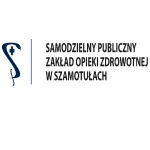 SAMODZIELNY PUBLICZNY
ZAKŁAD OPIEKI ZDROWOTNEJ
W SZAMOTUŁACH